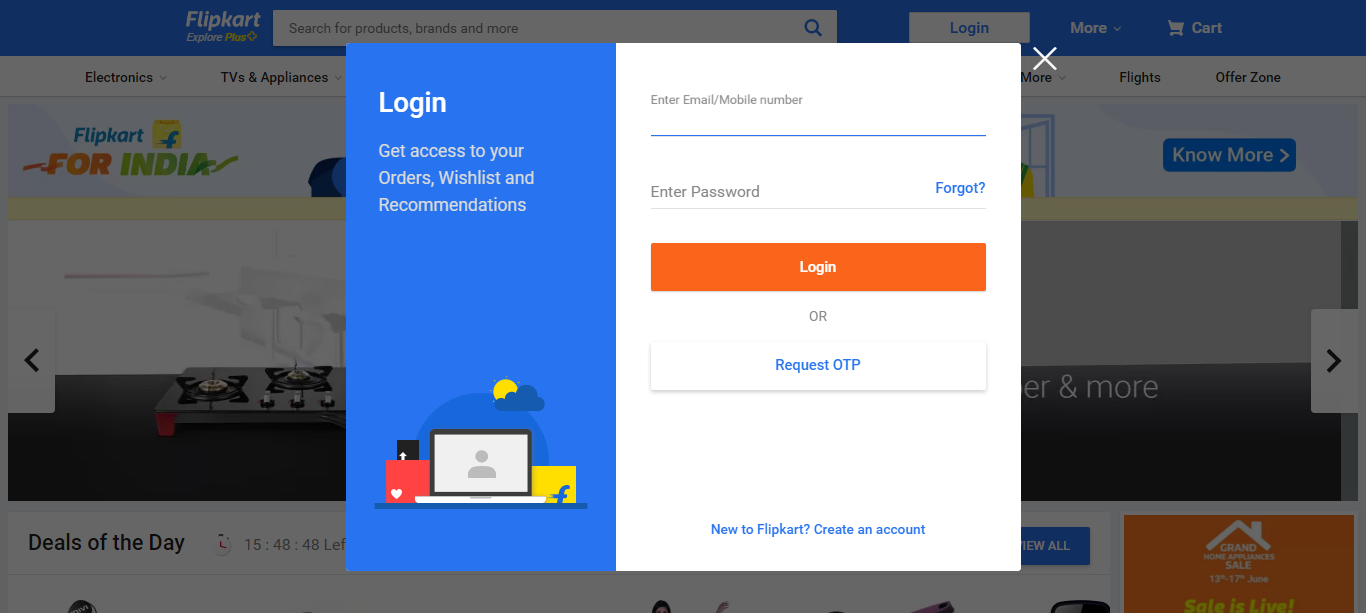 Flipkart
Explore Plus
Search for products, brands and more
Login
More
Cart
Electronics
TVs & Appliances
More
Flights
Offer Zone
Flipkart
FOR INDIA
Know More
Login
Get access to your
Orders, Wishlist and
Recommendations
Enter Email/Mobile number
Enter Password
Forgot?
Login
OR
Request OTP
New to Flipkart? Create an account
er & more
Deals of the Day
15 : 48 : 48 Lef
VIEW ALL
GRAND
HOME APPLIANCES
SALE
13th-17th June
Sale is Live!